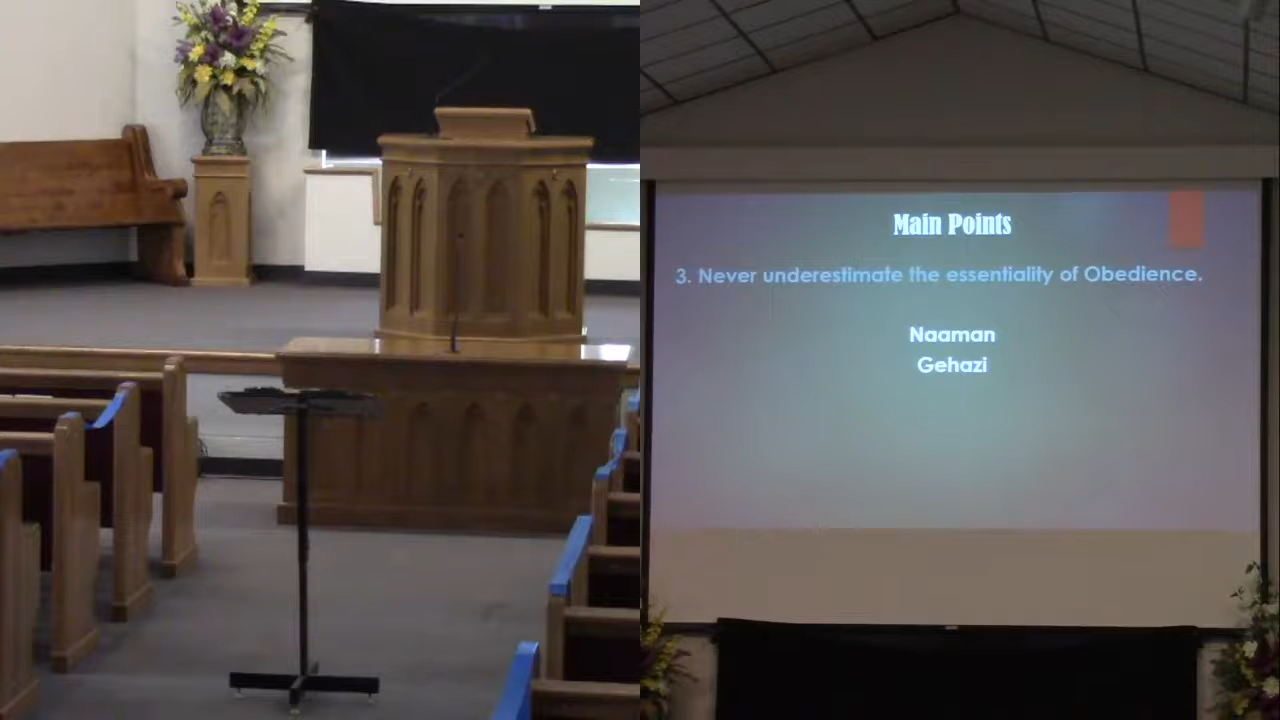 Main Points
3. Never underestimate the essentiality of Obedience.
Naaman
Gehazi